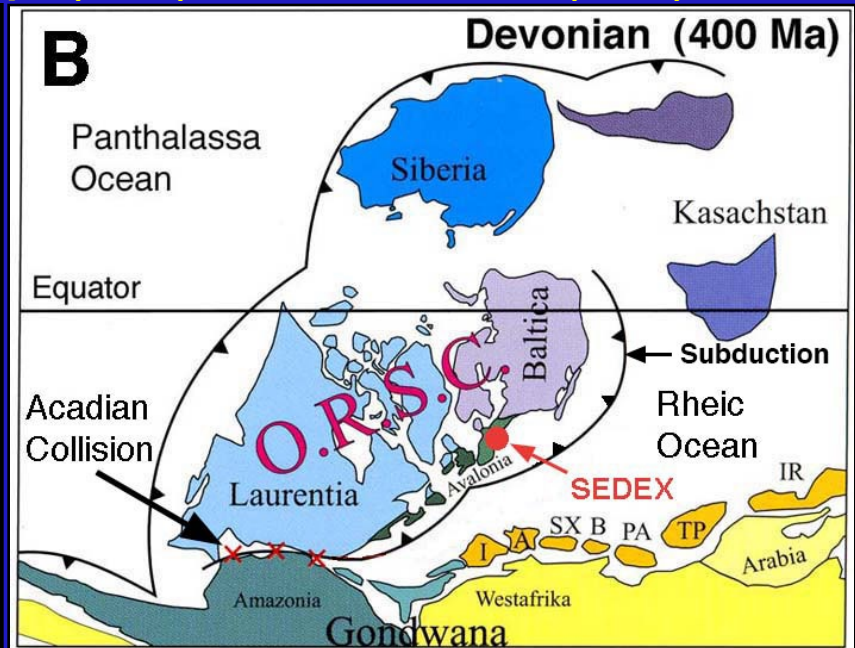 B
Devonian (400 Ma)
Panthalassa
Ocean
Siberia
Kasachstan
Equator
Baltica
Subduction
O.R.S.C.
Acadian
Collision
Rheic
Ocean
Laurentia
Avalonia
SEDEX
IR
I
A
SX
B
PA
TP
Arabia
Amazonia
Westafrika
Gondwana